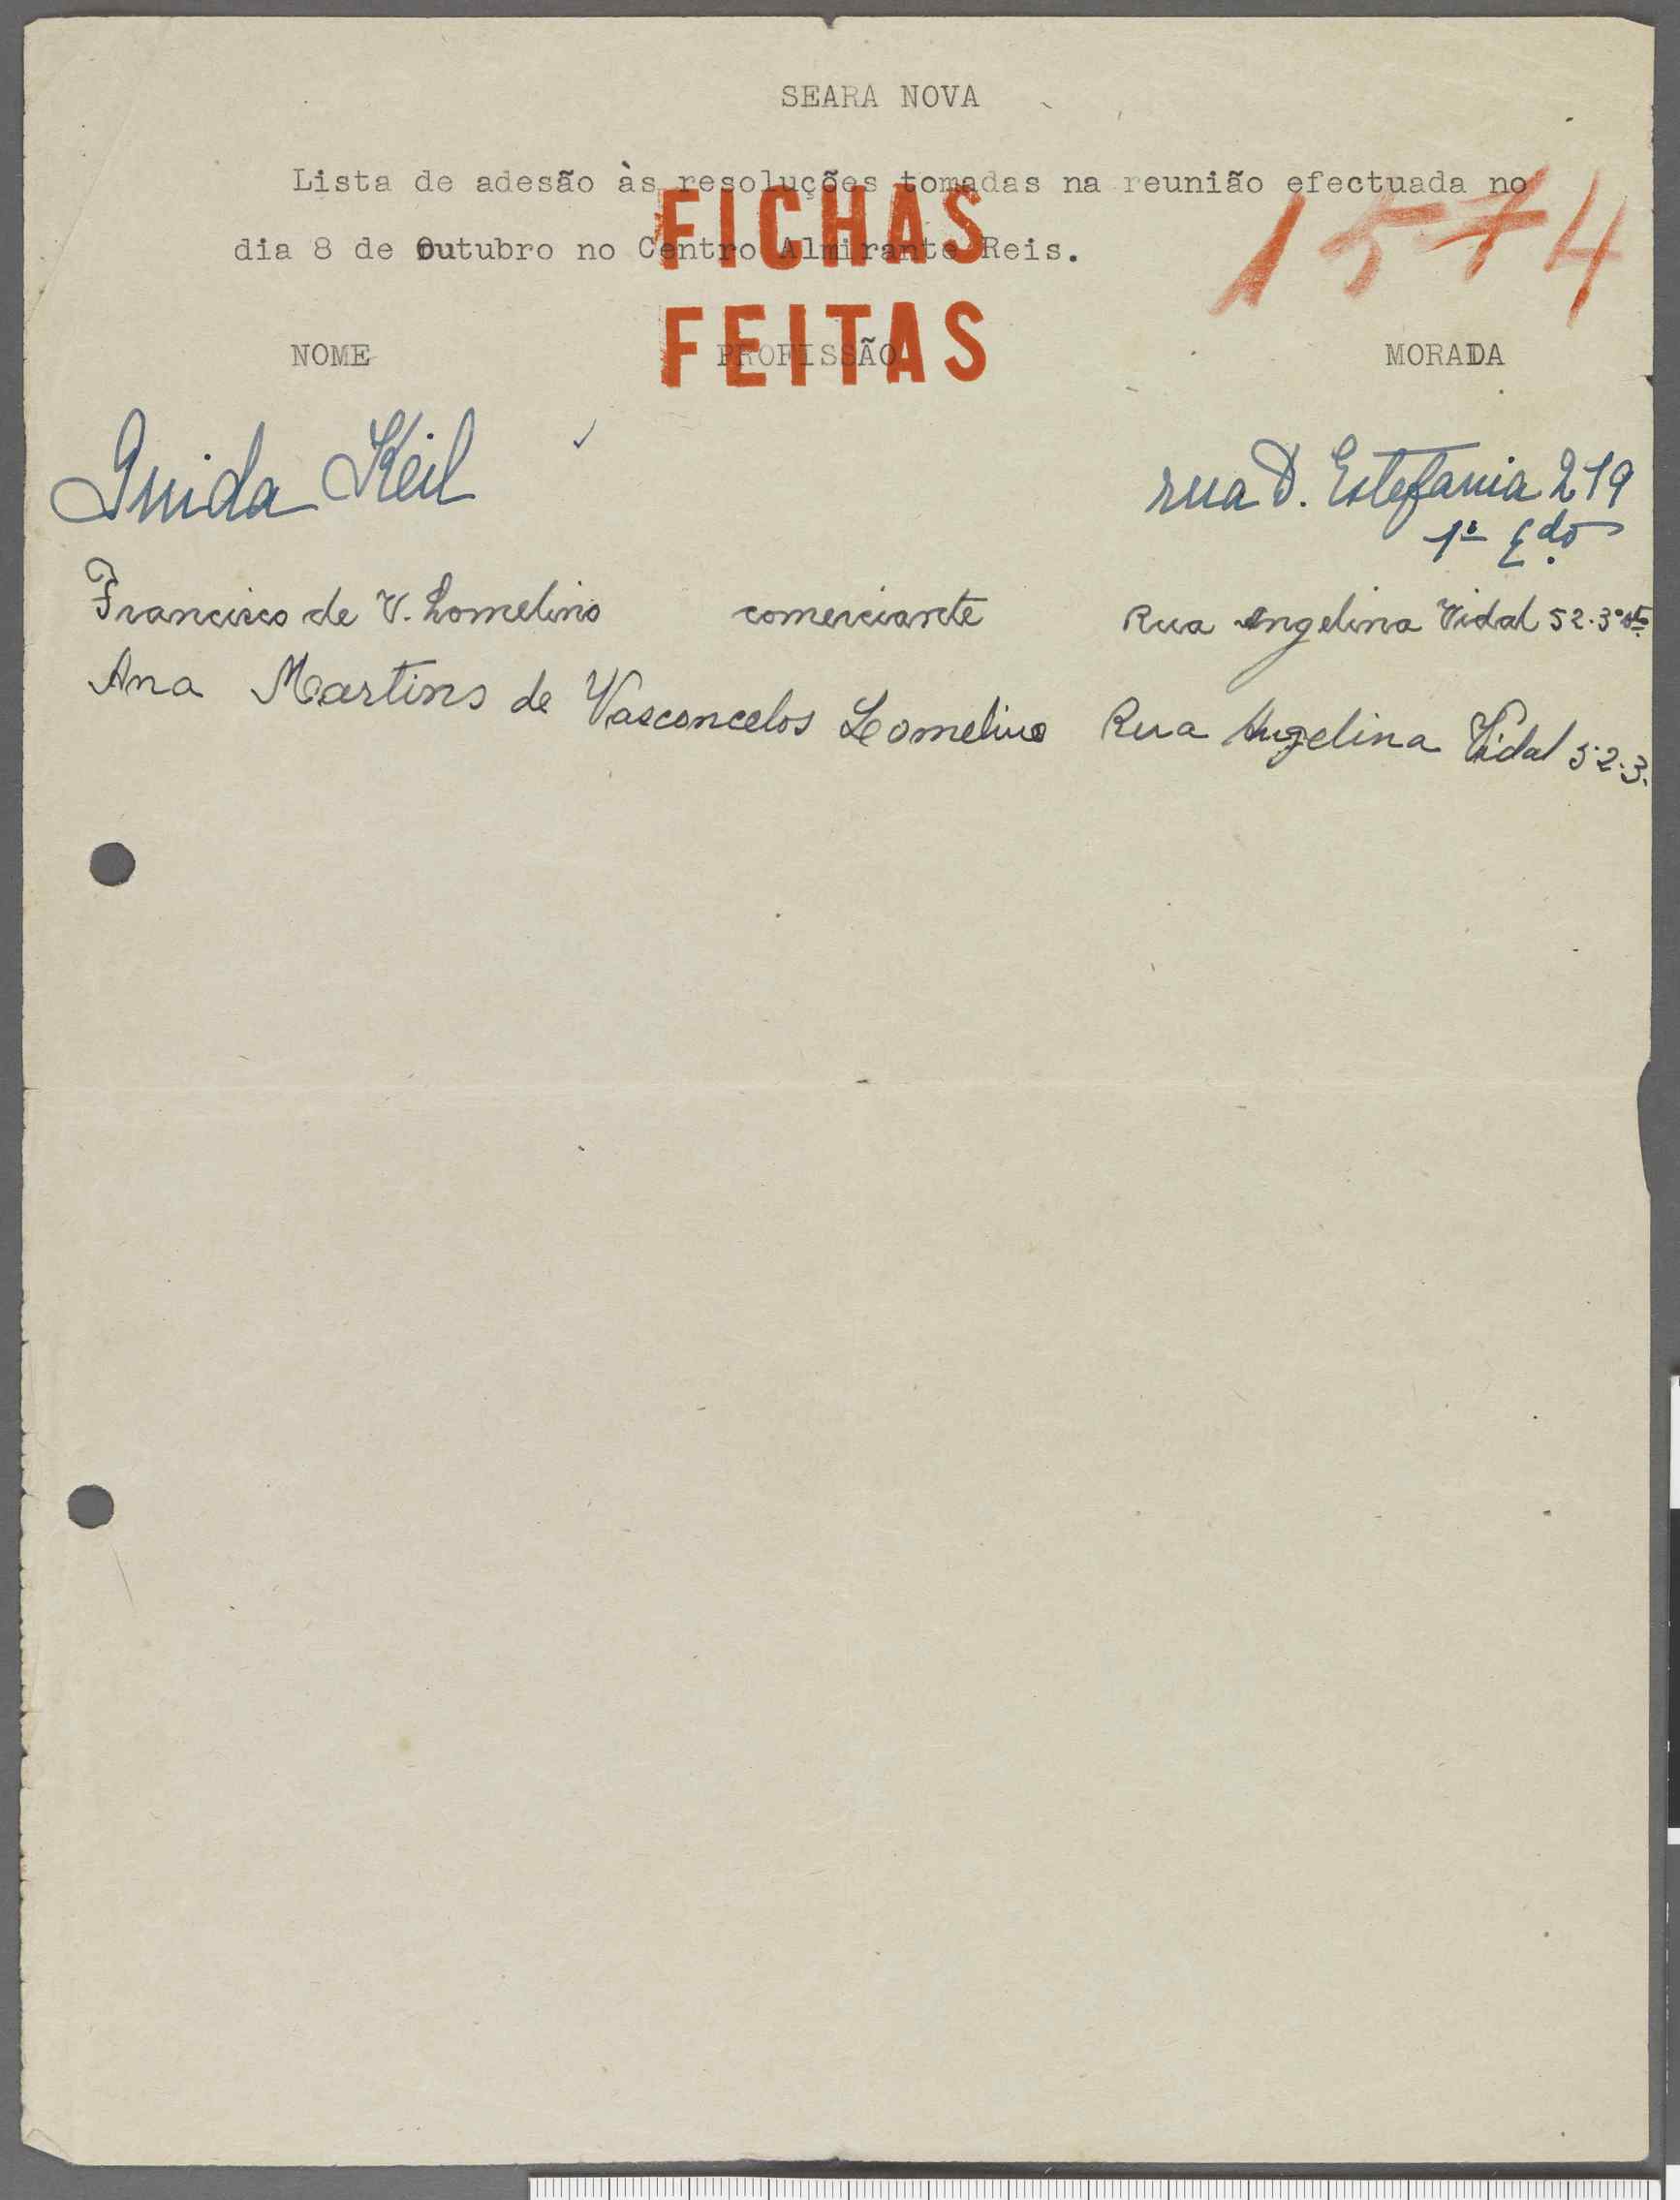 SEARA NOVA
Lista de adesão às resoluções tomadas na reunião efectuada no
dia 8 de Outubro no Centro Almirante Reis.
FICHAS
FEITAS
1574
NOME PROFISSÃO MORADA
Guida Keil rua D. Estefania 219
1º E.do
Francisco de V. Lomelino comerciante Rua Angelina Vidal 52.3º
Ana Martins de Vasconcelos Lomelino Rua Angelina Vidal 52.3.